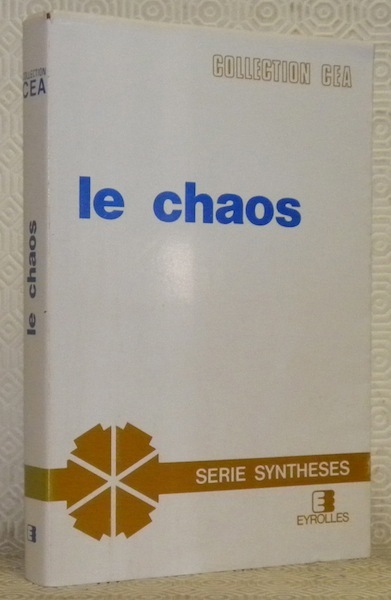 COLLECTION
CEA
le chaos
COLLECTION CEA
le chaos
SERIE SYNTHESES
EYROLLES